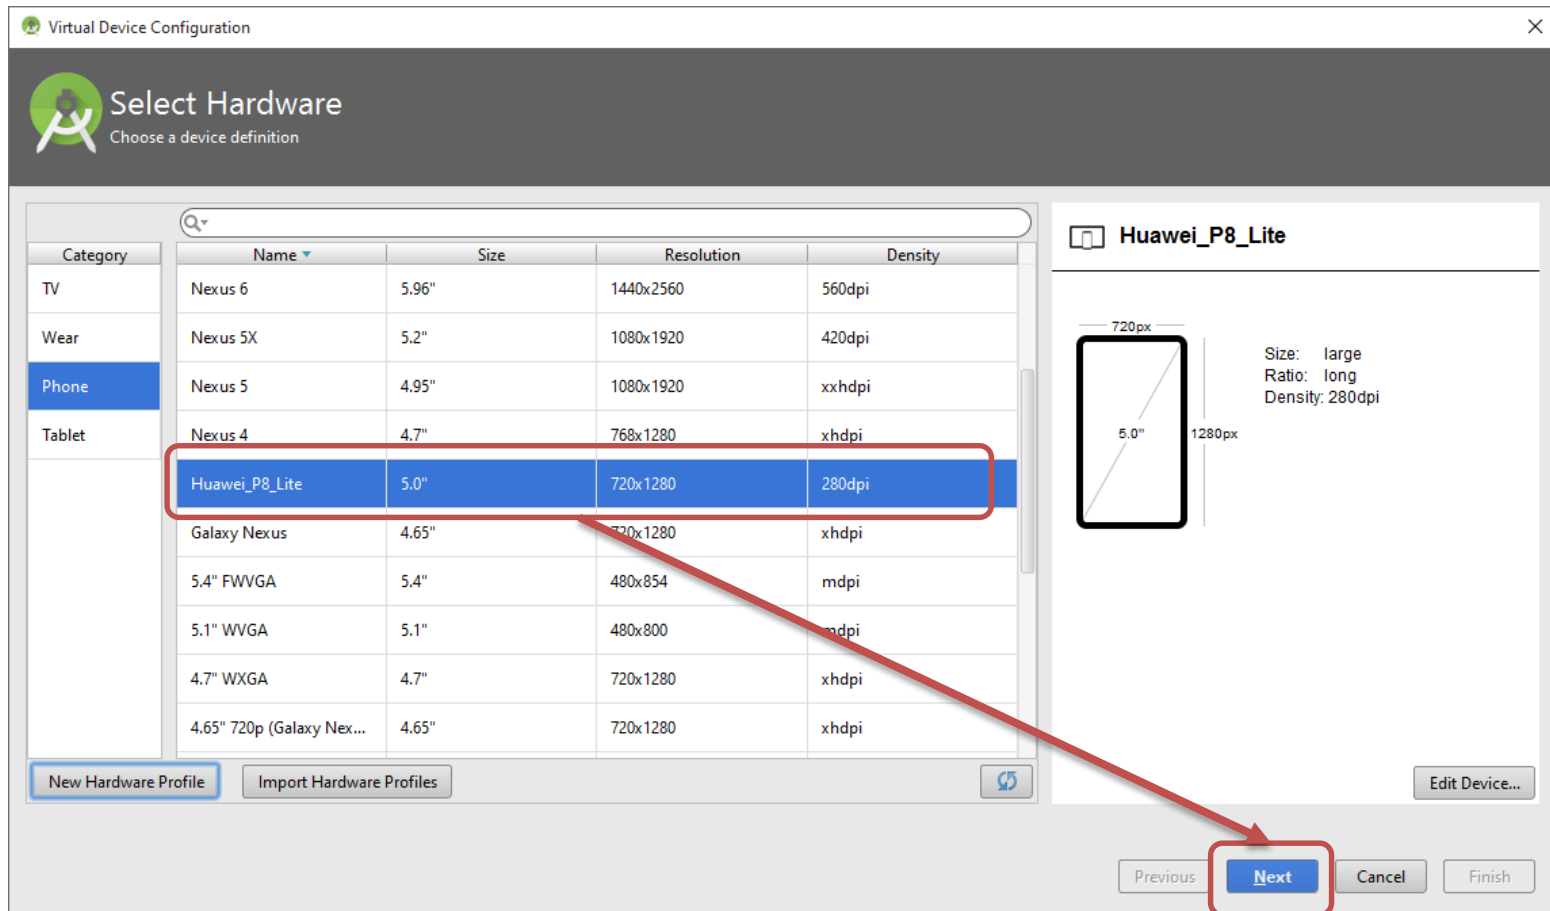 Virtual Device Configuration
Select Hardware
Choose a device definition
Category
TV
Wear
Phone
Tablet
Name Size Resolution Density
Nexus 6 5.96" 1440x2560 560dpi
Nexus 5X 5.2" 1080x1920 420dpi
Nexus 5 4.95" 1080x1920 xxhdpi
Nexus 4 4.7" 768x1280 xhdpi
Huawei_P8_Lite 5.0" 720x1280 280dpi
Galaxy Nexus 4.65" 720x1280 xhdpi
5.4" FWVGA 5.4" 480x854 mdpi
5.1" WVGA 5.1" 480x800 mdpi
4.7" WXGA 4.7" 720x1280 xhdpi
4.65" 720p (Galaxy Nex... 4.65" 720x1280 xhdpi
New Hardware Profile Import Hardware Profiles
Huawei_P8_Lite
720px
5.0" 1280px
Size: large
Ratio: long
Density: 280dpi
Edit Device...
Previous Next Cancel Finish